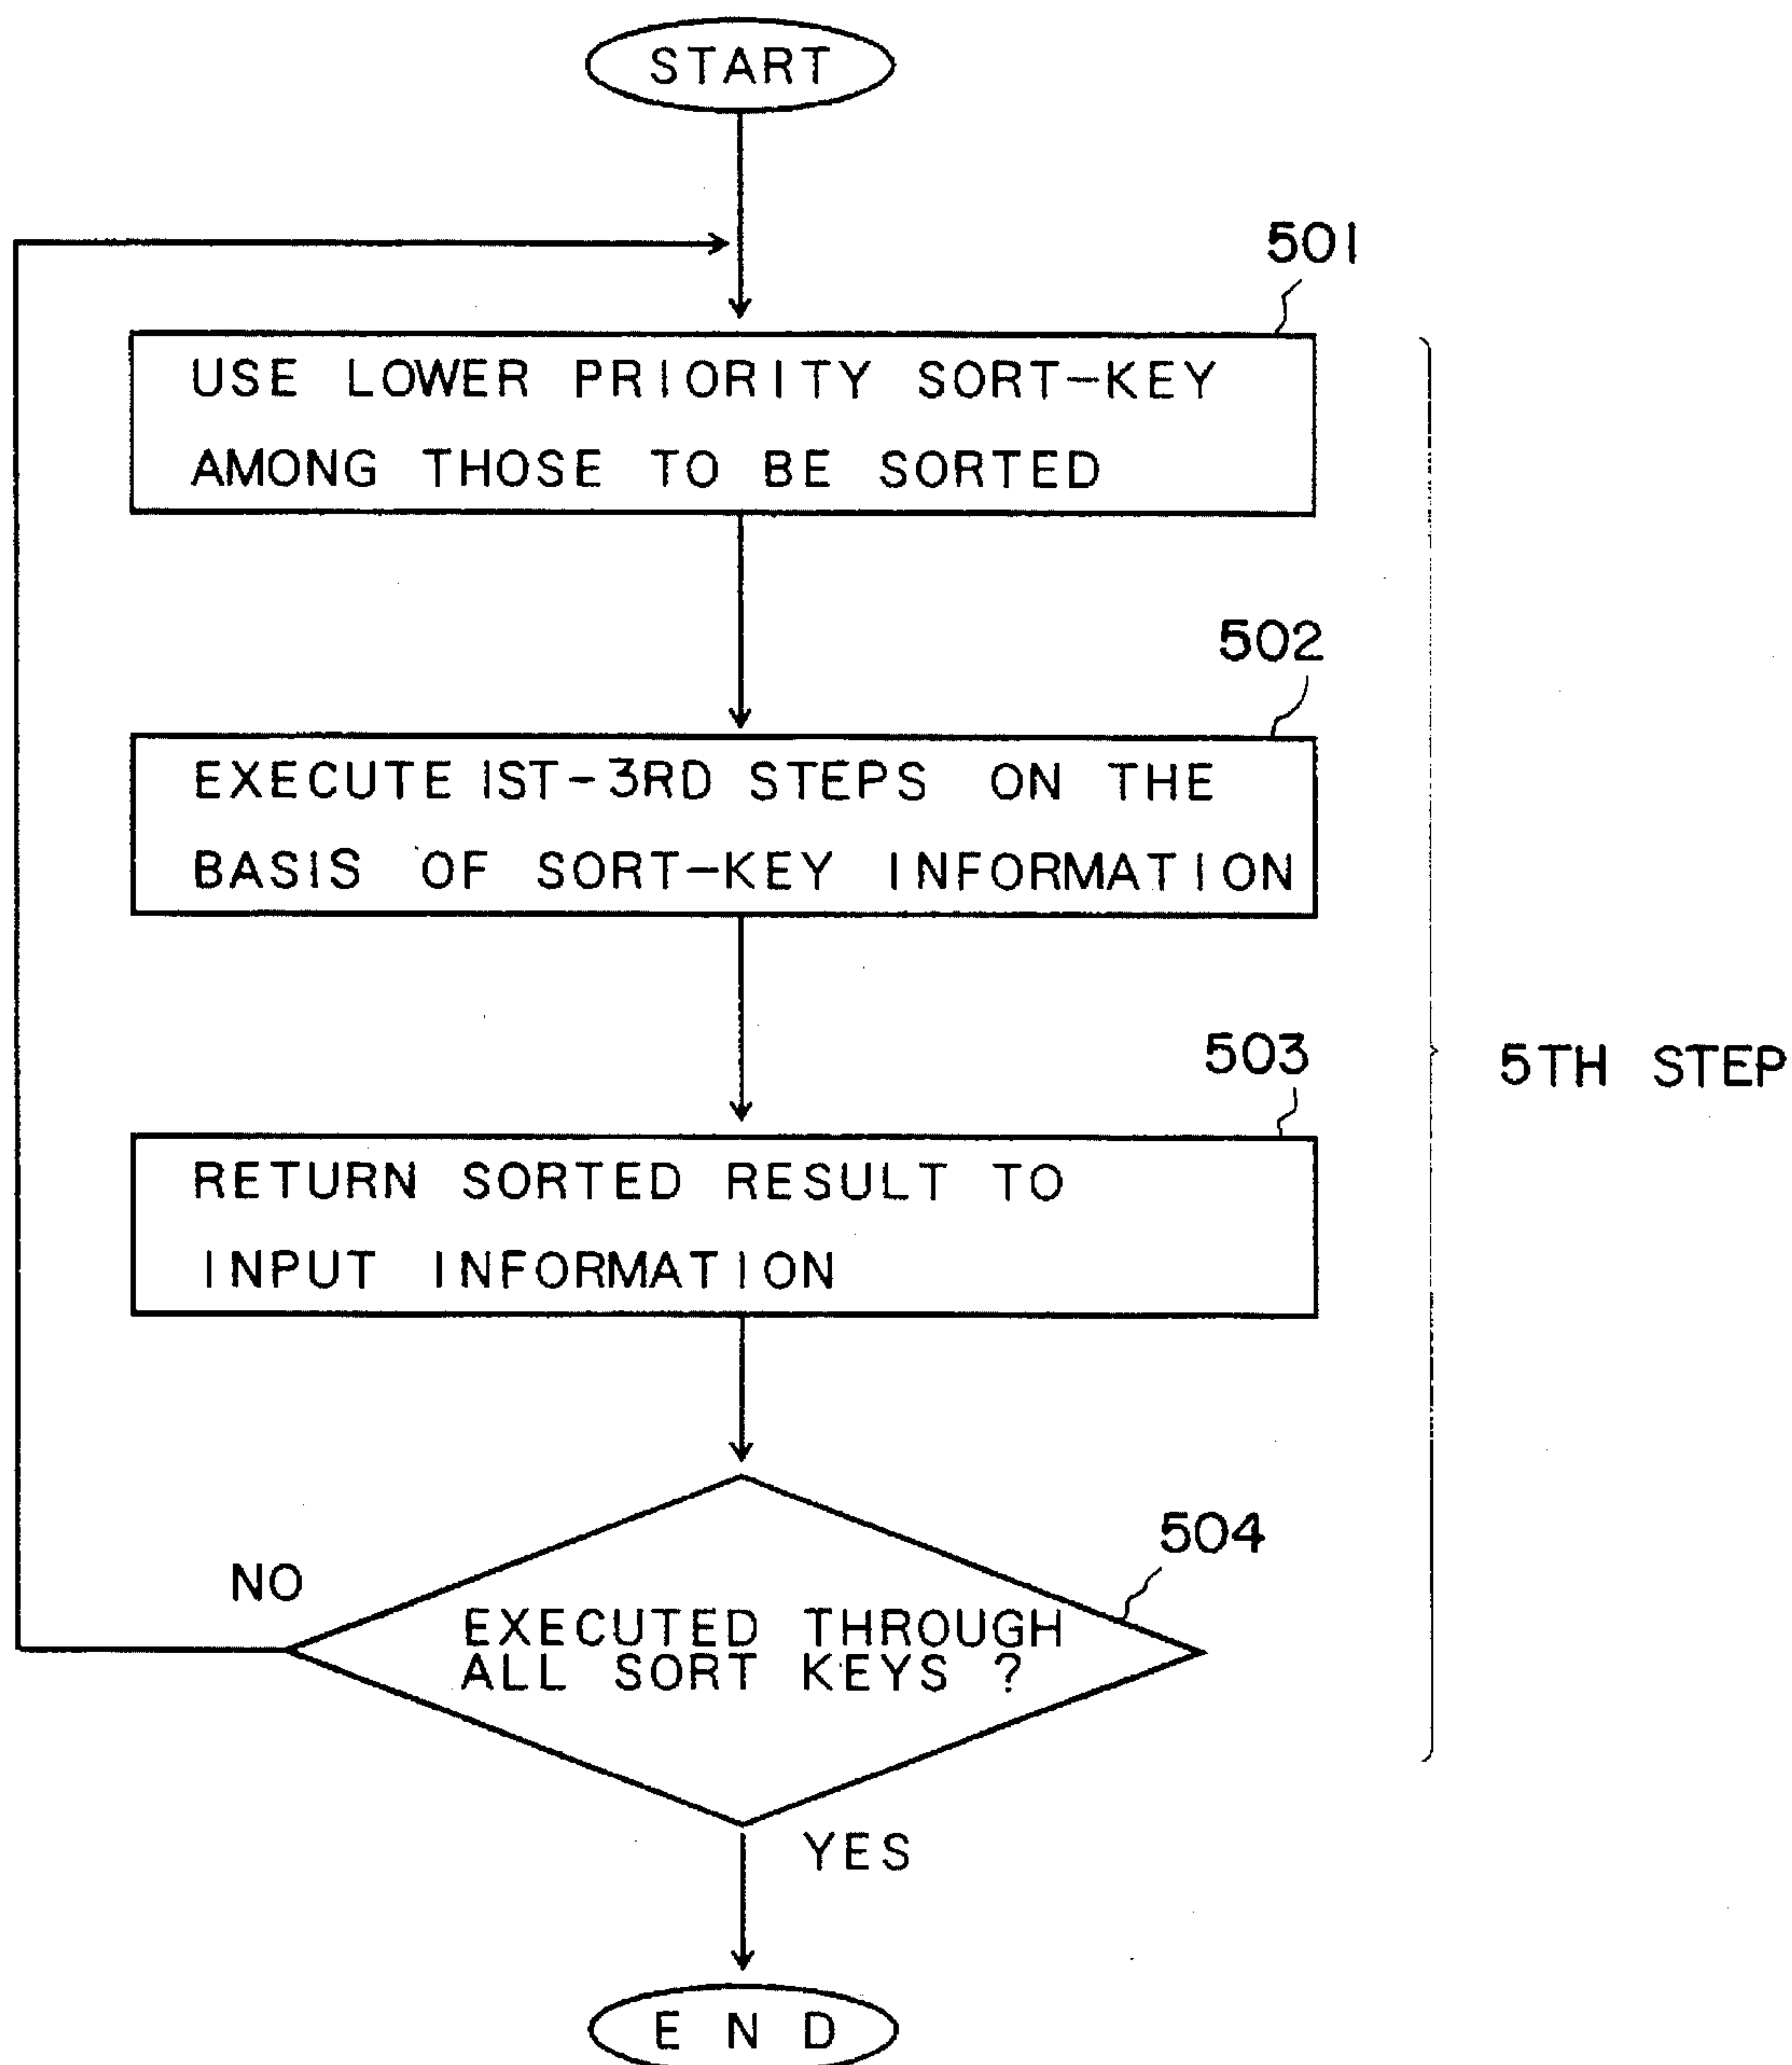 START
501
USE LOWER PRIORITY SORT-KEY
AMONG THOSE TO BE SORTED
502
EXECUTE 1ST-3RD STEPS ON THE
BASIS OF SORT-KEY INFORMATION
503
5TH STEP
RETURN SORTED RESULT TO
INPUT INFORMATION
504
NO
EXECUTED THROUGH
ALL SORT KEYS ?
YES
END